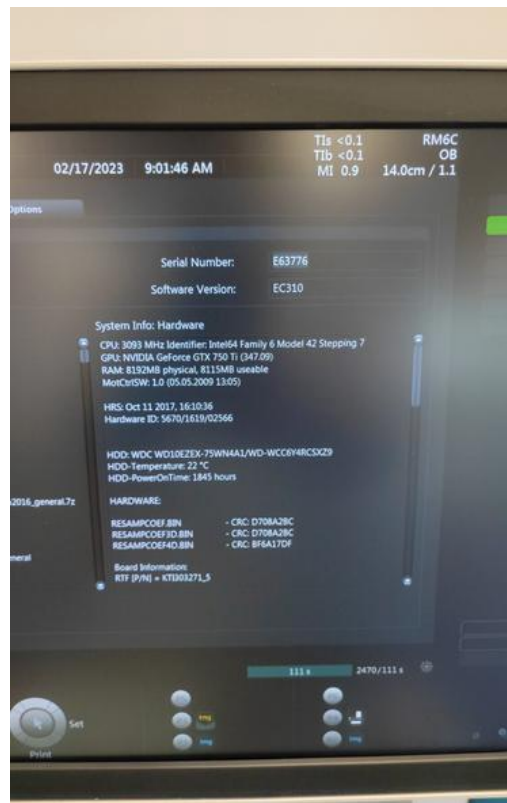 TIs <0.1 RM6C
TIb <0.1 OB
02/17/2023 9:01:46 AM MI 0.9 14.0cm / 1.1
Options
Serial Number: E63776
Software Version: EC310
System Info: Hardware
CPU: 3093 MHz Identifier: Intel64 Family 6 Model 42 Stepping 7
GPU: NVIDIA GeForce GTX 750 Ti (347.09)
RAM: 8192MB physical, 8115MB useable
MotCtrlSW: 1.0 (05.05.2009 13:05)
HRS: Oct 11 2017, 16:10:36
Hardware ID: 5670/1619/02566
HDD: WDC WD10EZEX-75WN4A1/WD-WCC6Y4RCSXZ9
HDD-Temperature: 22 °C
HDD-PowerOnTime: 1845 hours
2016_general.7z
HARDWARE:
RESAMPCOEF.BIN - CRC: D708A2BC
RESAMPCOEF3D.BIN - CRC: D708A2BC
RESAMPCOEF4D.BIN - CRC: BF6A17DF
neral
Board Information:
RTF [P/N] = KTI303271_5
111 s 2470/111 s
Set
Print